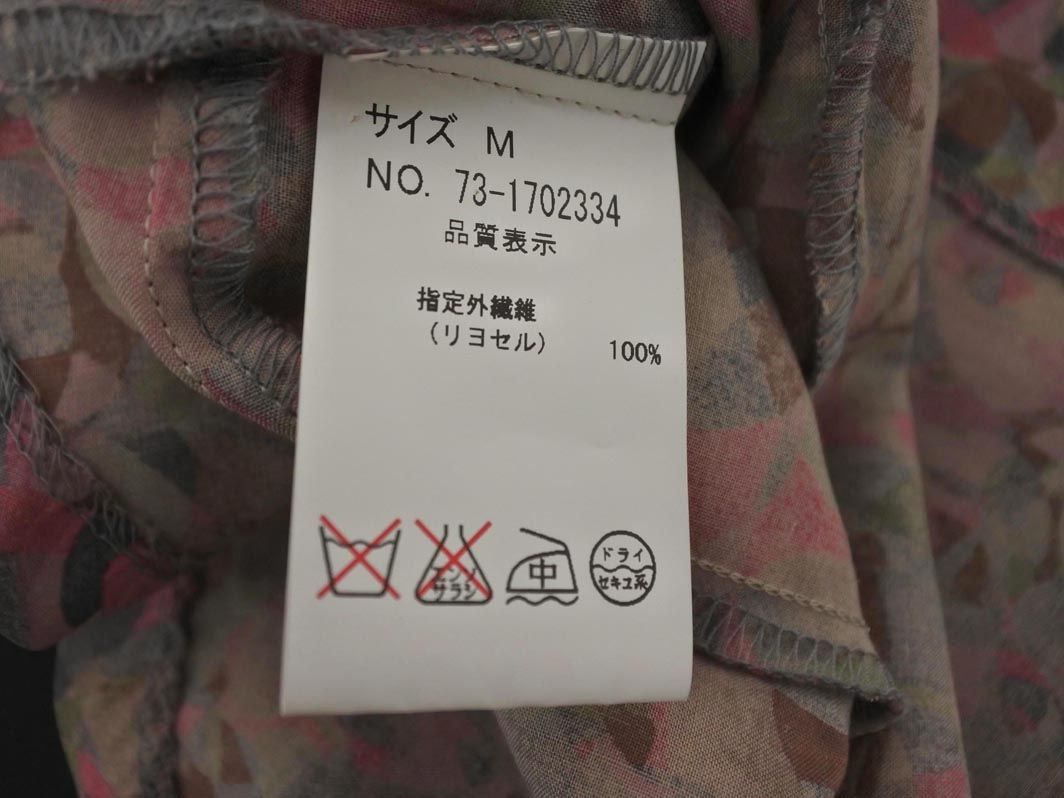 サイズ M
NO. 73-1702334
品質表示
指定外繊維
（リヨセル） 100%
エンソ
サラシ
中
ドライ
セキユ系